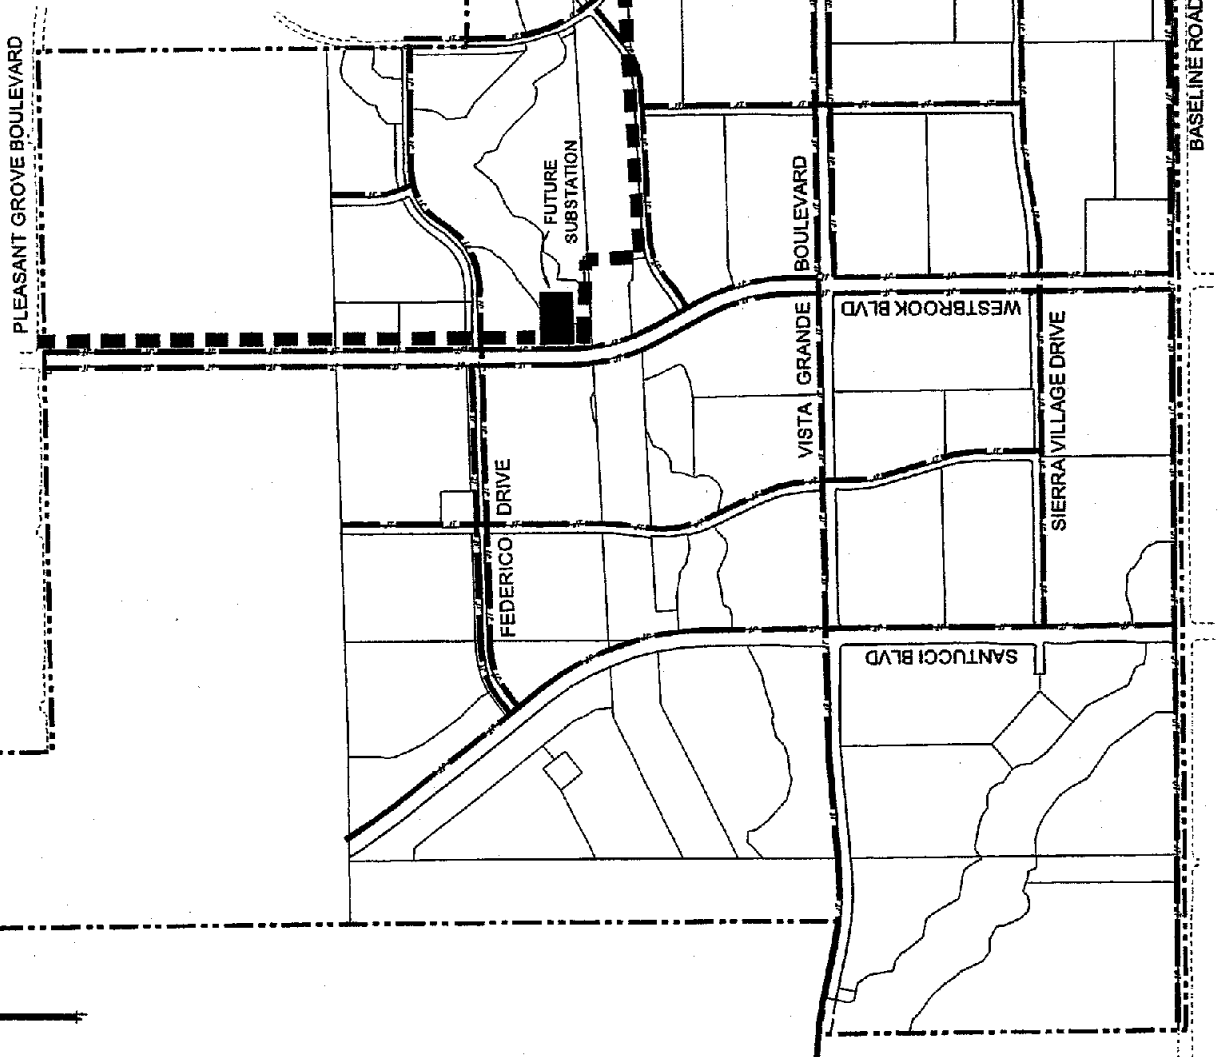 PLEASANT GROVE BOULEVARD
BASELINE ROAD
FUTURE
SUBSTATION
VISTA GRANDE BOULEVARD
WESTBROOK BLVD
SIERRA VILLAGE DRIVE
FEDERICO DRIVE
SANTUCCI BLVD